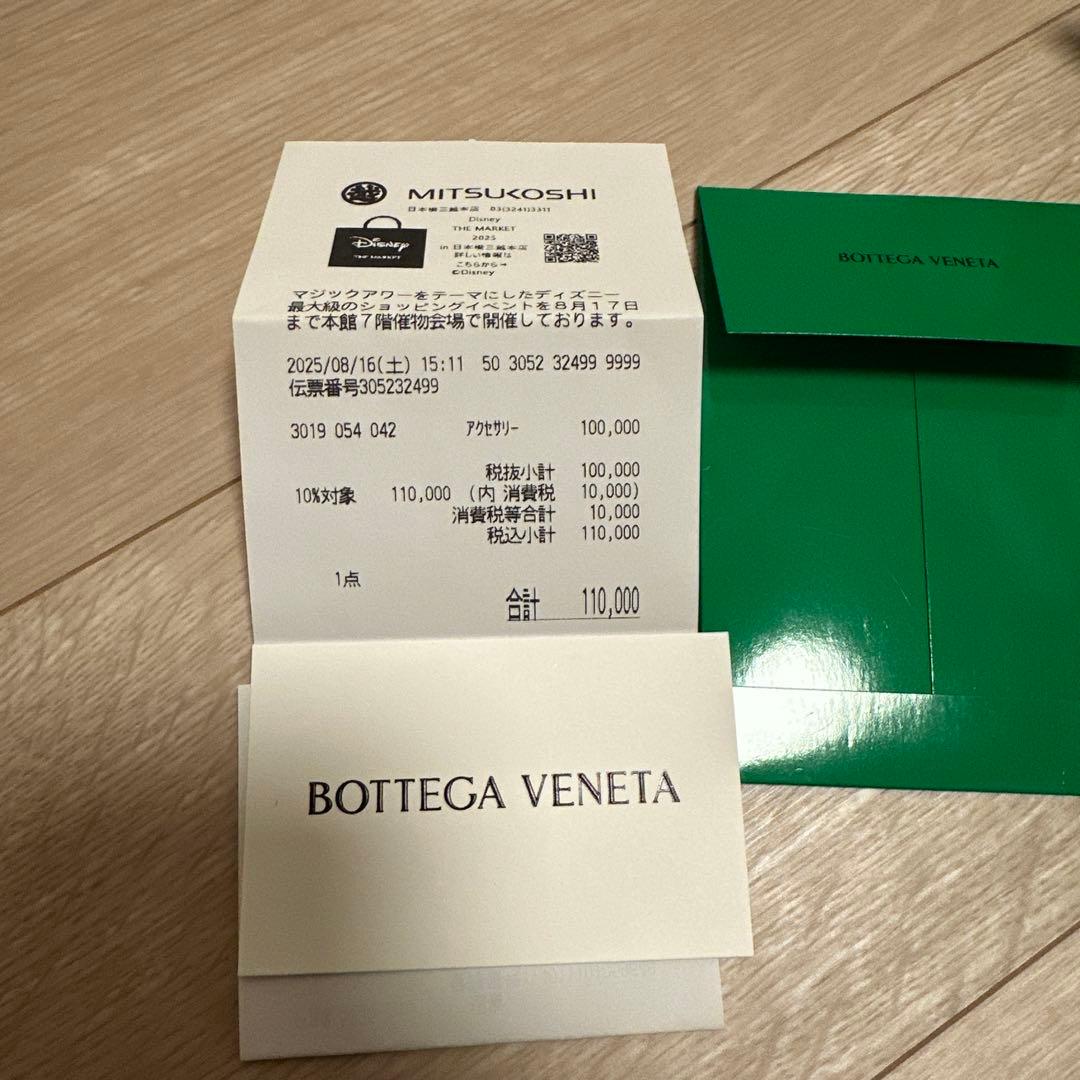 MITSUKOSHI
日本橋三越本店 03(3241)3311
Disney
THE MARKET
2025
in 日本橋三越本店
詳しい情報は
こちらから→
©Disney
Disney
THE MARKET
マジックアワーをテーマにしたディズニー
最大級のショッピングイベントを8月17日
まで本館7階催物会場で開催しております。
2025/08/16(土) 15:11 50 3052 32499 9999
伝票番号305232499
3019 054 042 アクセサリー 100,000
税抜小計 100,000
10%対象 110,000 (内 消費税 10,000)
消費税等合計 10,000
税込小計 110,000
1点
合計 110,000
BOTTEGA VENETA
BOTTEGA VENETA